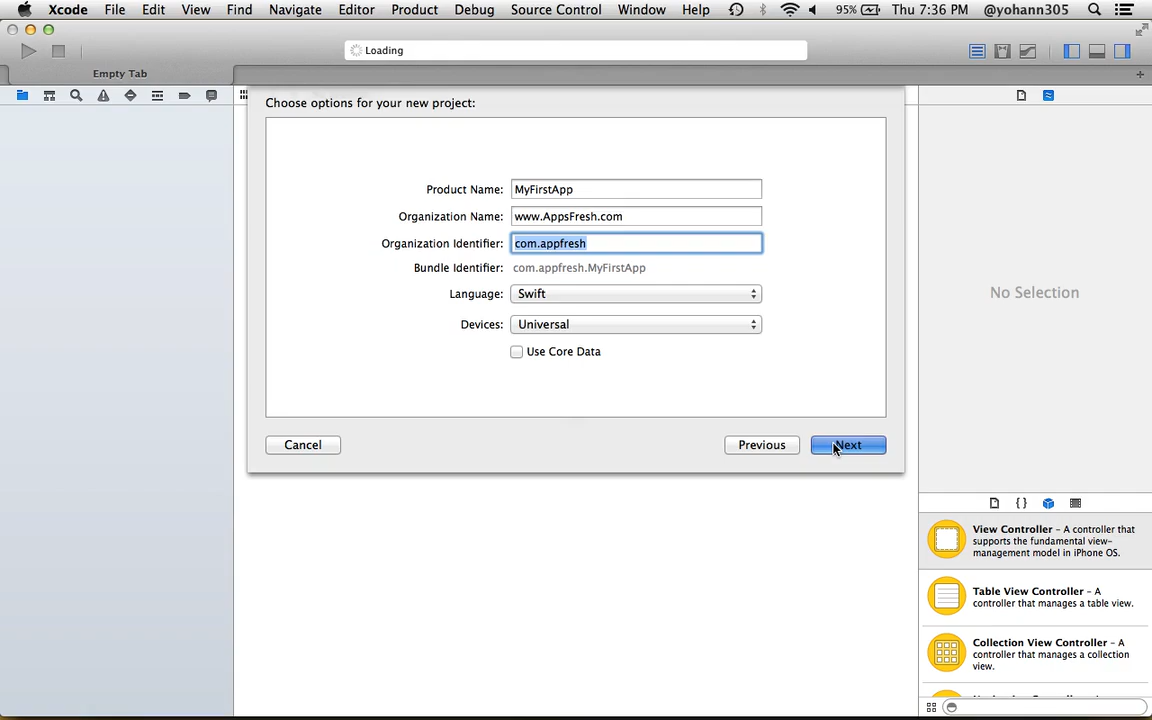 Xcode File Edit View Find Navigate Editor Product Debug Source Control Window Help 95% Thu 7:36 PM @yohann305
Loading
Empty Tab
Choose options for your new project:
Product Name: MyFirstApp
Organization Name: www.AppsFresh.com
Organization Identifier: com.appfresh
Bundle Identifier: com.appfresh.MyFirstApp
Language: Swift
Devices: Universal
Use Core Data
Cancel Previous Next
No Selection
{}
View Controller - A controller that
supports the fundamental view-
management model in iPhone OS.
Table View Controller - A
controller that manages a table view.
Collection View Controller - A
controller that manages a collection
view.